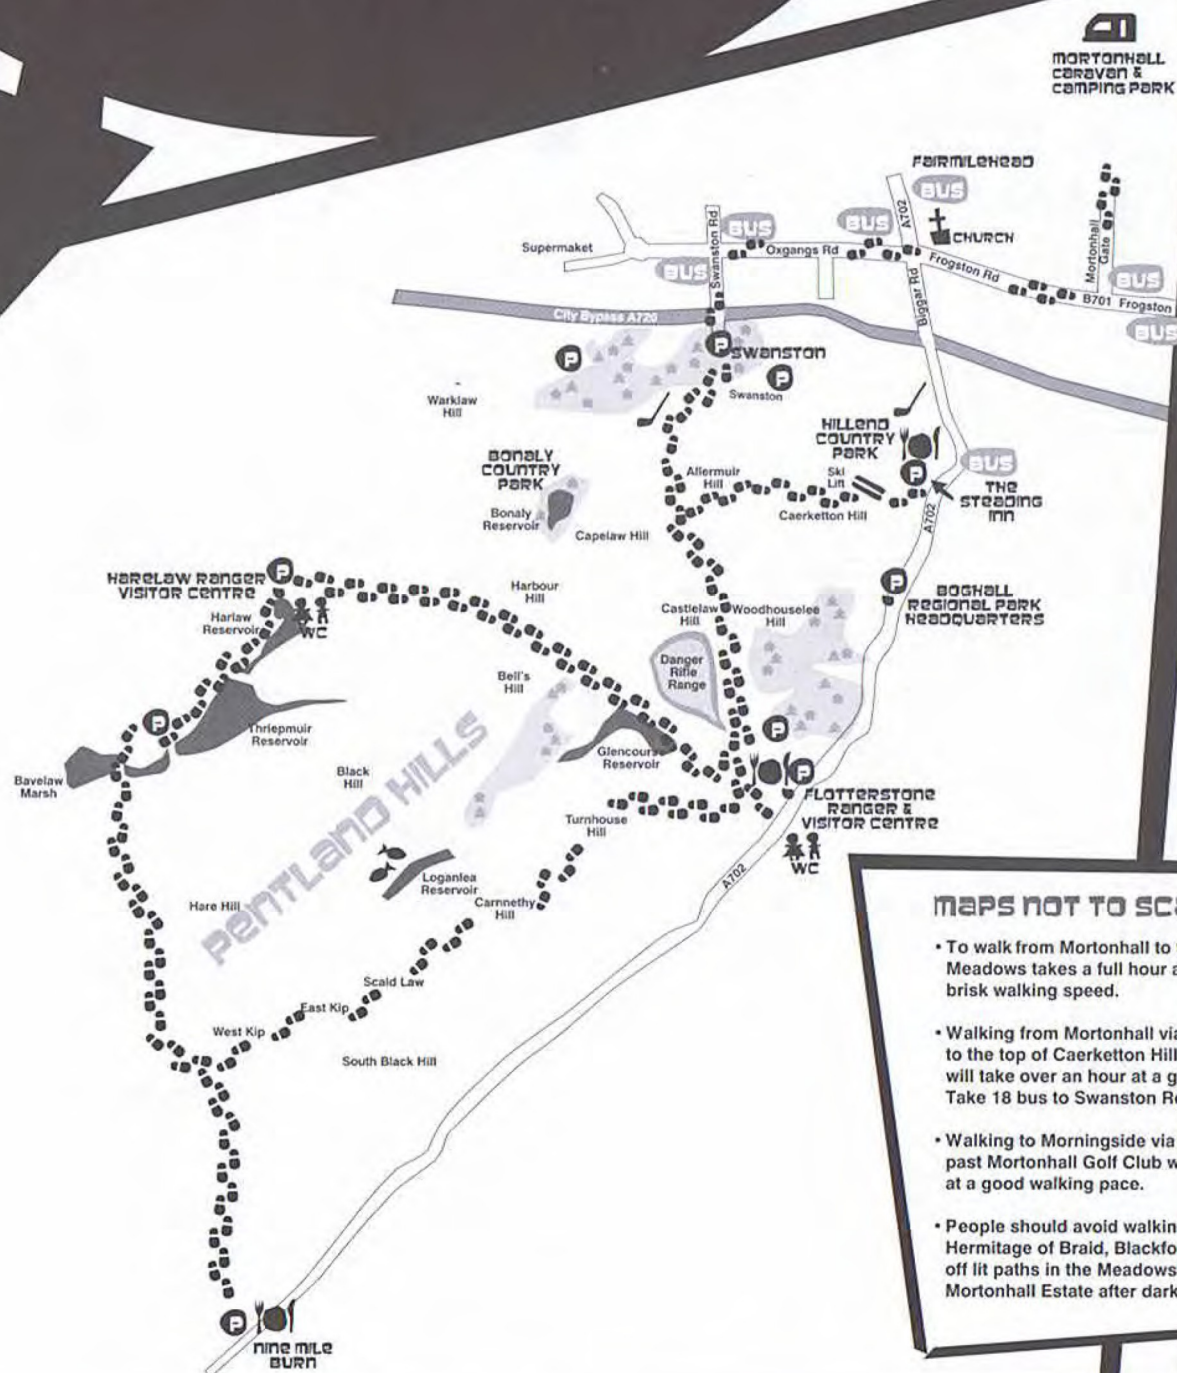 MORTONHALL
CARAVAN &
CAMPING PARK
FAIRMILEHEAD
BUS
A702
CHURCH
Supermaket
Swanston Rd
BUS
Oxgangs Rd
BUS
BUS
Frogston Rd
Mortonhall
Gate
BUS
B701 Frogston
BUS
Biggar Rd
City Bypass A720
P
SWANSTON
P
P
Swanston
Warklaw
Hill
HILLEND
COUNTRY
PARK
P
BUS
THE
STEADING
INN
BONALY
COUNTRY
PARK
Bonaly
Reservoir
Allermuir
Hill
Ski
Lift
Caerketton Hill
A702
Capelaw Hill
HARELAW RANGER
VISITOR CENTRE
P
Harlaw
Reservoir
WC
Harbour
Hill
Castlelaw
Hill
Woodhouselee
Hill
P
BOGHALL
REGIONAL PARK
HEADQUARTERS
Danger
Rifle
Range
Bell's
Hill
P
Thriepmuir
Reservoir
P
Glencourse
Reservoir
Bavelaw
Marsh
Black
Hill
PENTLAND HILLS
P
FLOTTERSTONE
RANGER &
VISITOR CENTRE
WC
Turnhouse
Hill
A702
Loganlea
Reservoir
Carnnethy
Hill
Hare Hill
Scald Law
East Kip
West Kip
South Black Hill
P
NINE MILE
BURN
MAPS NOT TO SCA
• To walk from Mortonhall to
Meadows takes a full hour a
brisk walking speed.
• Walking from Mortonhall via
to the top of Caerketton Hill
will take over an hour at a g
Take 18 bus to Swanston R
• Walking to Morningside via
past Mortonhall Golf Club w
at a good walking pace.
• People should avoid walkin
Hermitage of Braid, Blackfo
off lit paths in the Meadows
Mortonhall Estate after dark